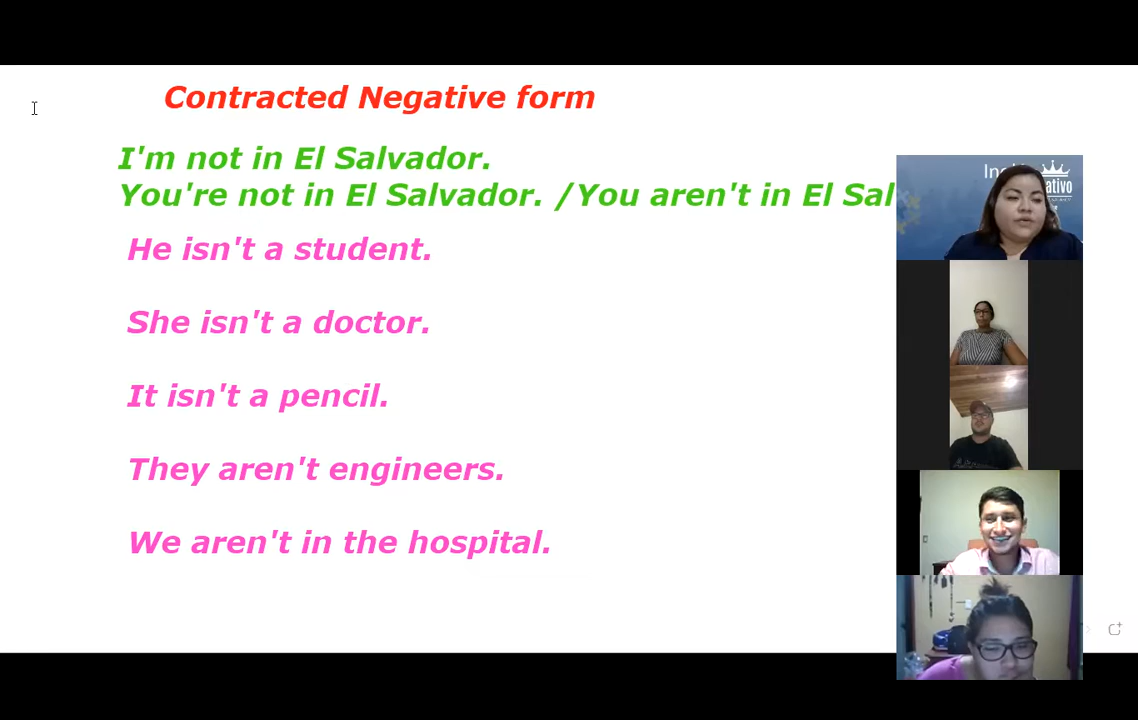 Contracted Negative form
I'm not in El Salvador.
You're not in El Salvador. /You aren't in El Sal
He isn't a student.
She isn't a doctor.
It isn't a pencil.
They aren't engineers.
We aren't in the hospital.